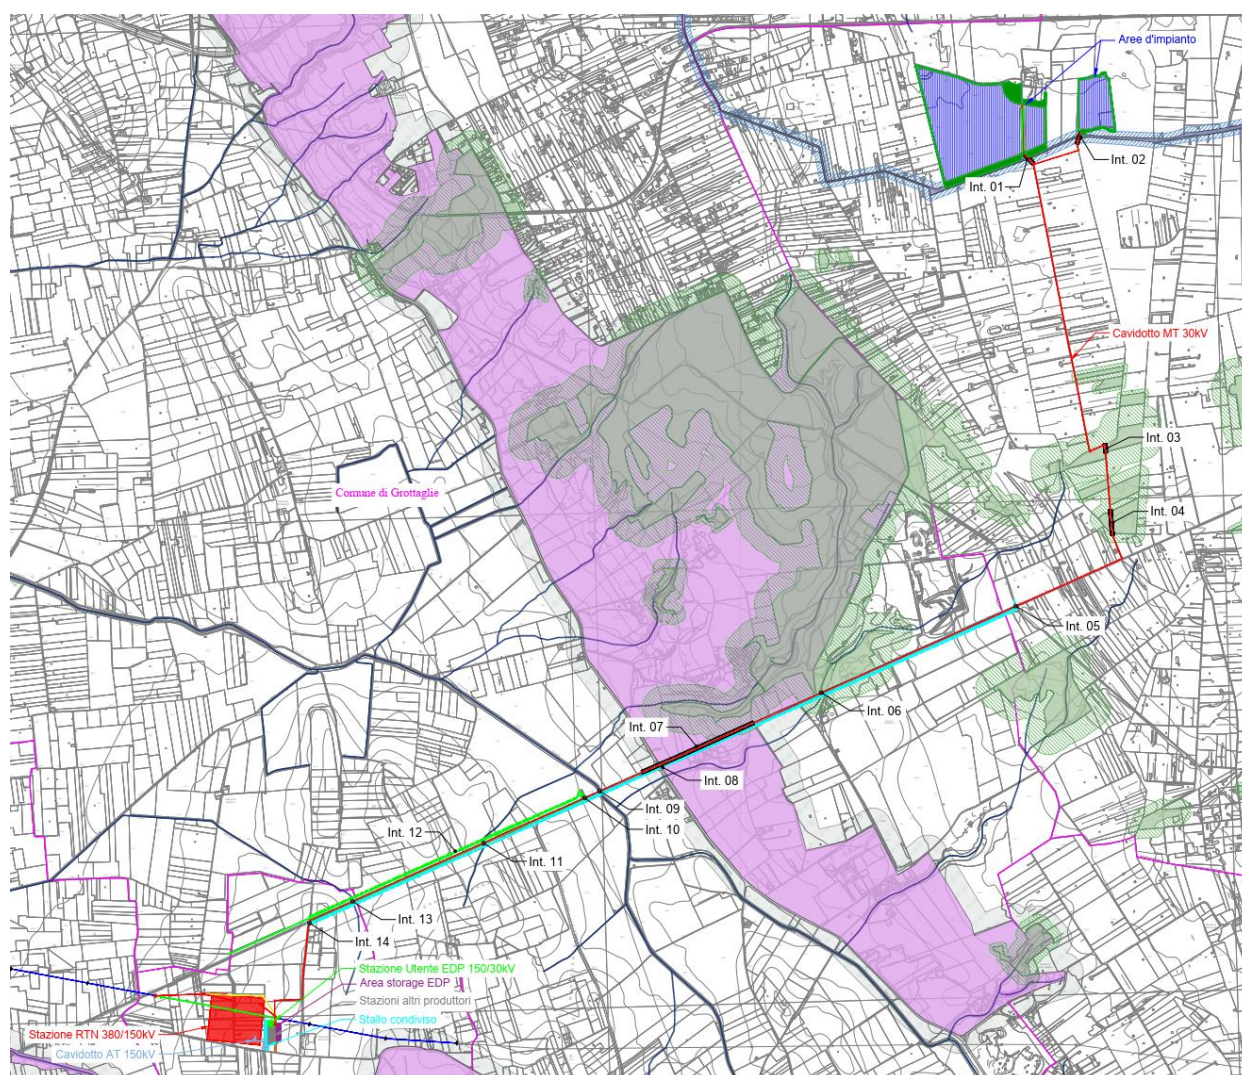 Aree d'impianto
Int. 02
Int. 01
Cavidotto MT 30kV
Int. 03
Comune di Grottaglie
Int. 04
Int. 05
Int. 06
Int. 07
Int. 08
Int. 09
Int. 10
Int. 12
Int. 11
Int. 13
Int. 14
Stazione Utente EDP 150/30kV
Area storage EDP
Stazioni altri produttori
Stallo condiviso
Stazione RTN 380/150kV
Cavidotto AT 150kV